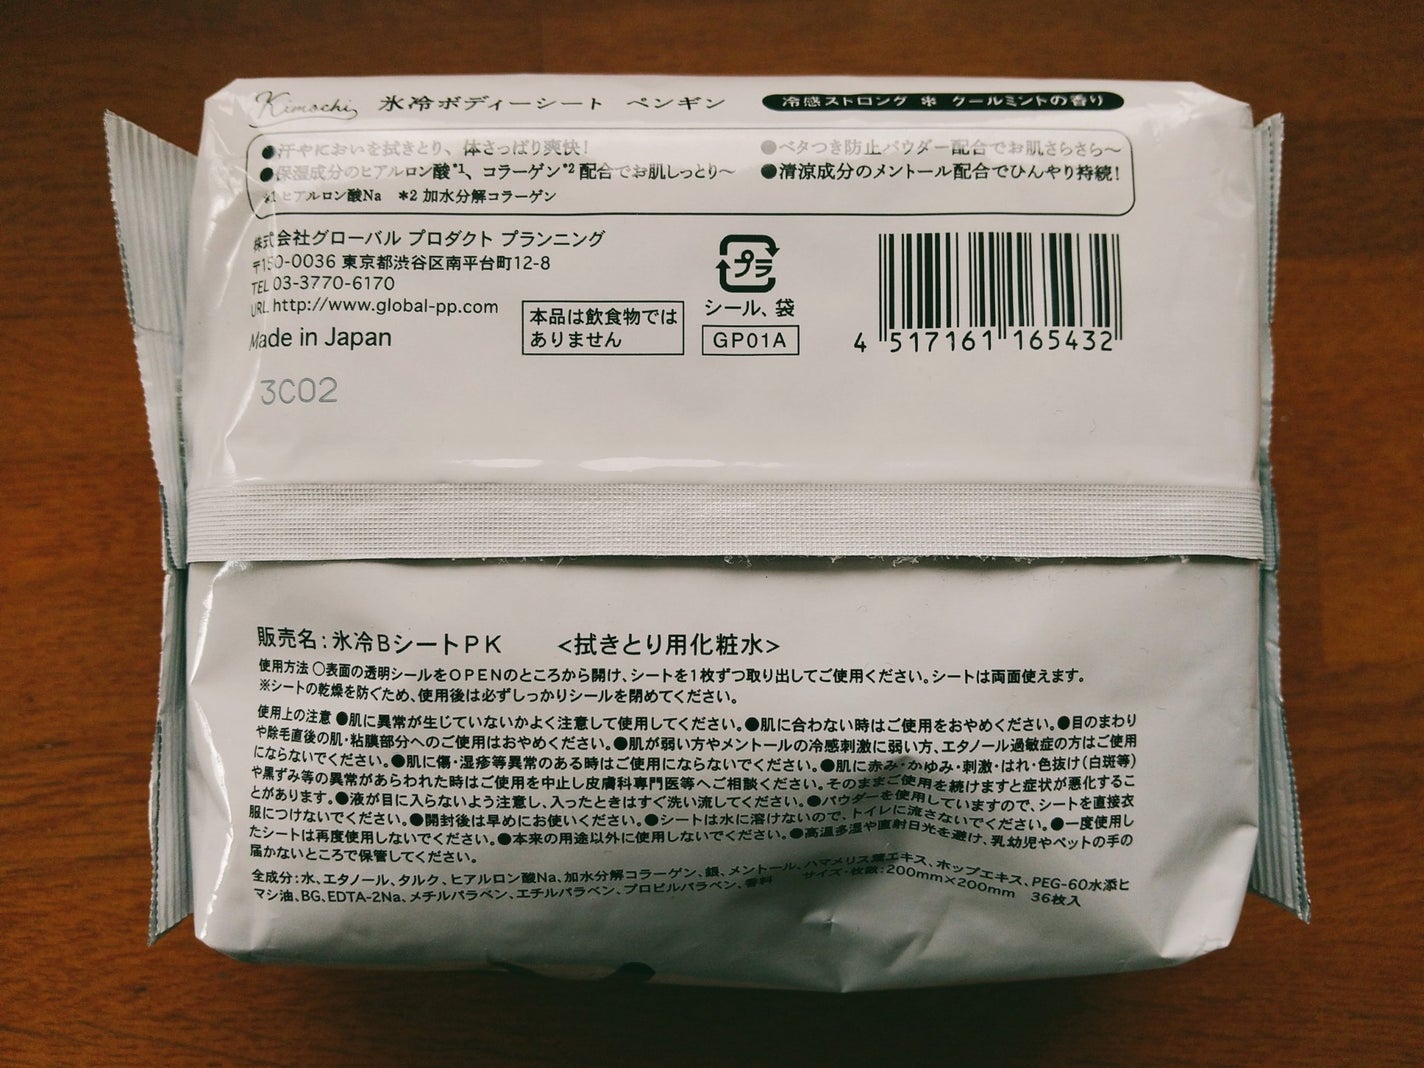 Kimochi 氷冷ボディーシート ペンギン 冷感ストロング ＊ クールミントの香り
●汗やにおいを拭きとり、体さっぱり爽快! ●ベタつき防止パウダー配合でお肌さらさら～
●保湿成分のヒアルロン酸*1、コラーゲン*2 配合でお肌しっとり～ ●清涼成分のメントール配合でひんやり持続!
*1 ヒアルロン酸Na *2 加水分解コラーゲン
株式会社グローバル プロダクト プランニング
〒150-0036 東京都渋谷区南平台町12-8
TEL 03-3770-6170
URL http://www.global-pp.com
Made in Japan
本品は飲食物では
ありません
プラ
シール、袋
GP01A
4 517161 165432
3C02
販売名：氷冷BシートPK <拭きとり用化粧水>
使用方法 ○表面の透明シールをOPENのところから開け、シートを1枚ずつ取り出してご使用ください。シートは両面使えます。
※シートの乾燥を防ぐため、使用後は必ずしっかりシールを閉めてください。
使用上の注意 ●肌に異常が生じていないかよく注意して使用してください。●肌に合わない時はご使用をおやめください。●目のまわり
や除毛直後の肌・粘膜部分へのご使用はおやめください。●肌が弱い方やメントールの冷感刺激に弱い方、エタノール過敏症の方はご使用
にならないでください。●肌に傷・湿疹等異常のある時はご使用にならないでください。●肌に赤み・かゆみ・刺激・はれ・色抜け(白斑等)
や黒ずみ等の異常があらわれた時はご使用を中止し皮膚科専門医等へご相談ください。そのままご使用を続けますと症状が悪化するこ
とがあります。●液が目に入らないよう注意し、入ったときはすぐ洗い流してください。●パウダーを使用していますので、シートを直接衣
服につけないでください。●開封後は早めにお使いください。●シートは水に溶けないので、トイレに流さないでください。●一度使用し
たシートは再度使用しないでください。●本来の用途以外に使用しないでください。●高温多湿や直射日光を避け、乳幼児やペットの手の
届かないところで保管してください。
全成分：水、エタノール、タルク、ヒアルロン酸Na、加水分解コラーゲン、銀、メントール、ハマメリス葉エキス、ホップエキス、PEG-60水添ヒ
マシ油、BG、EDTA-2Na、メチルパラベン、エチルパラベン、プロピルパラベン、香料 サイズ・枚数：200mm×200mm 36枚入